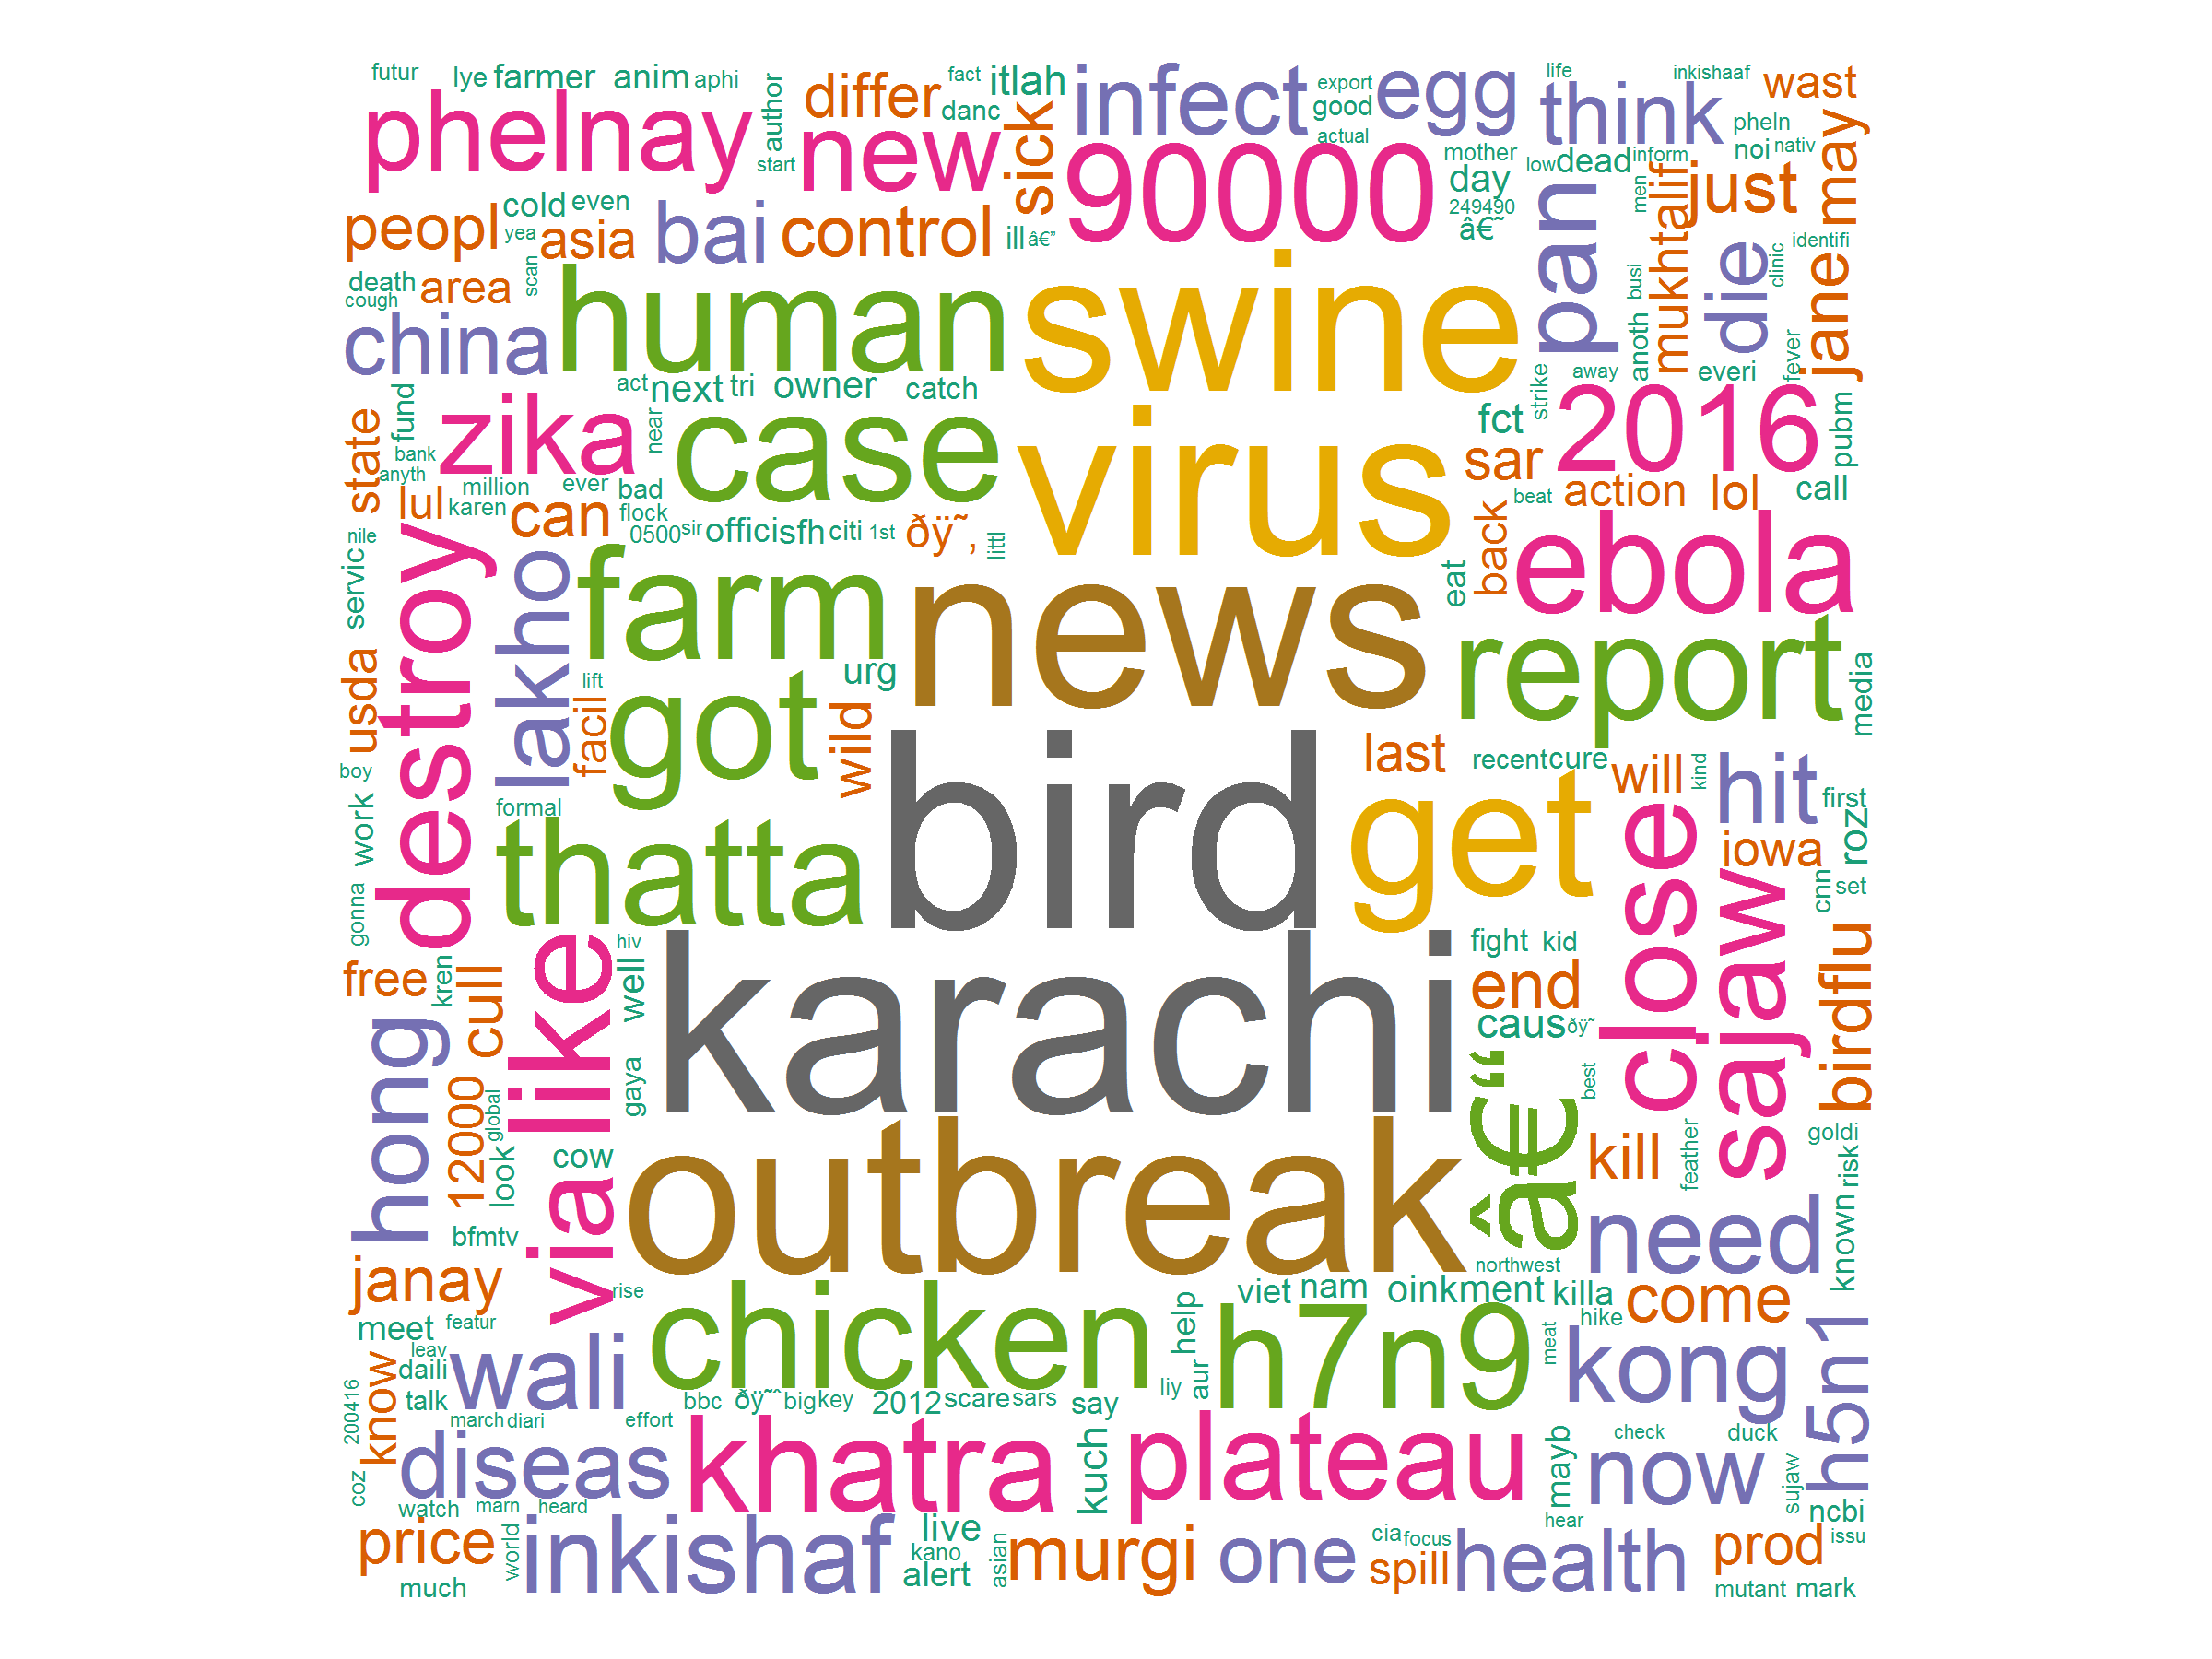 futur lye farmer anim aphi author differ fact itlah infect export egg life inkishaaf wast
phelnay start new danc sick good actual think pheln may
90000 mother low dead inform noi nativ
peopl cold even yea asia bai control ill â€” day 249490 â€˜ pan men mukhtalif just die identifi jane
death cough area scan human swine anoth busi clinic
china act next tri owner catch strike away everi fever
state fund zika near case virus fct 2016 pubm
bank anyth million ever bad sar action lol call
lul karen can flock 0500 sir offici sfh citi 1st ðÿ˜‚ littl beat back ebola
nile servic destroy lakho farm news eat
usda facil lift got urg wild report media
boy formal last recent cure will kind hit first
work thatta bird get close iowa roz
gonna like hiv sajaw cnn set
free kren cull well karachi fight kid end birdflu
hong 12000 global gaya caus ðÿ˜ best
look via cow outbreak â€“ kill feather goldi risk
bfmtv northwest need known
janay rise chicken viet nam oinkment killa come
meet featur help h7n9 hike meat kong h5n1
know leav daili wali aur liy
200416 talk march diari effort bbc ðÿ˜ˆ big key 2012 scare sars say check duck
coz diseas khatra kuch plateau mayb now sujaw
watch marn heard hear ncbi
price world inkishaf live kano alert asian murgi one cia focus spill health prod issu
much mutant mark